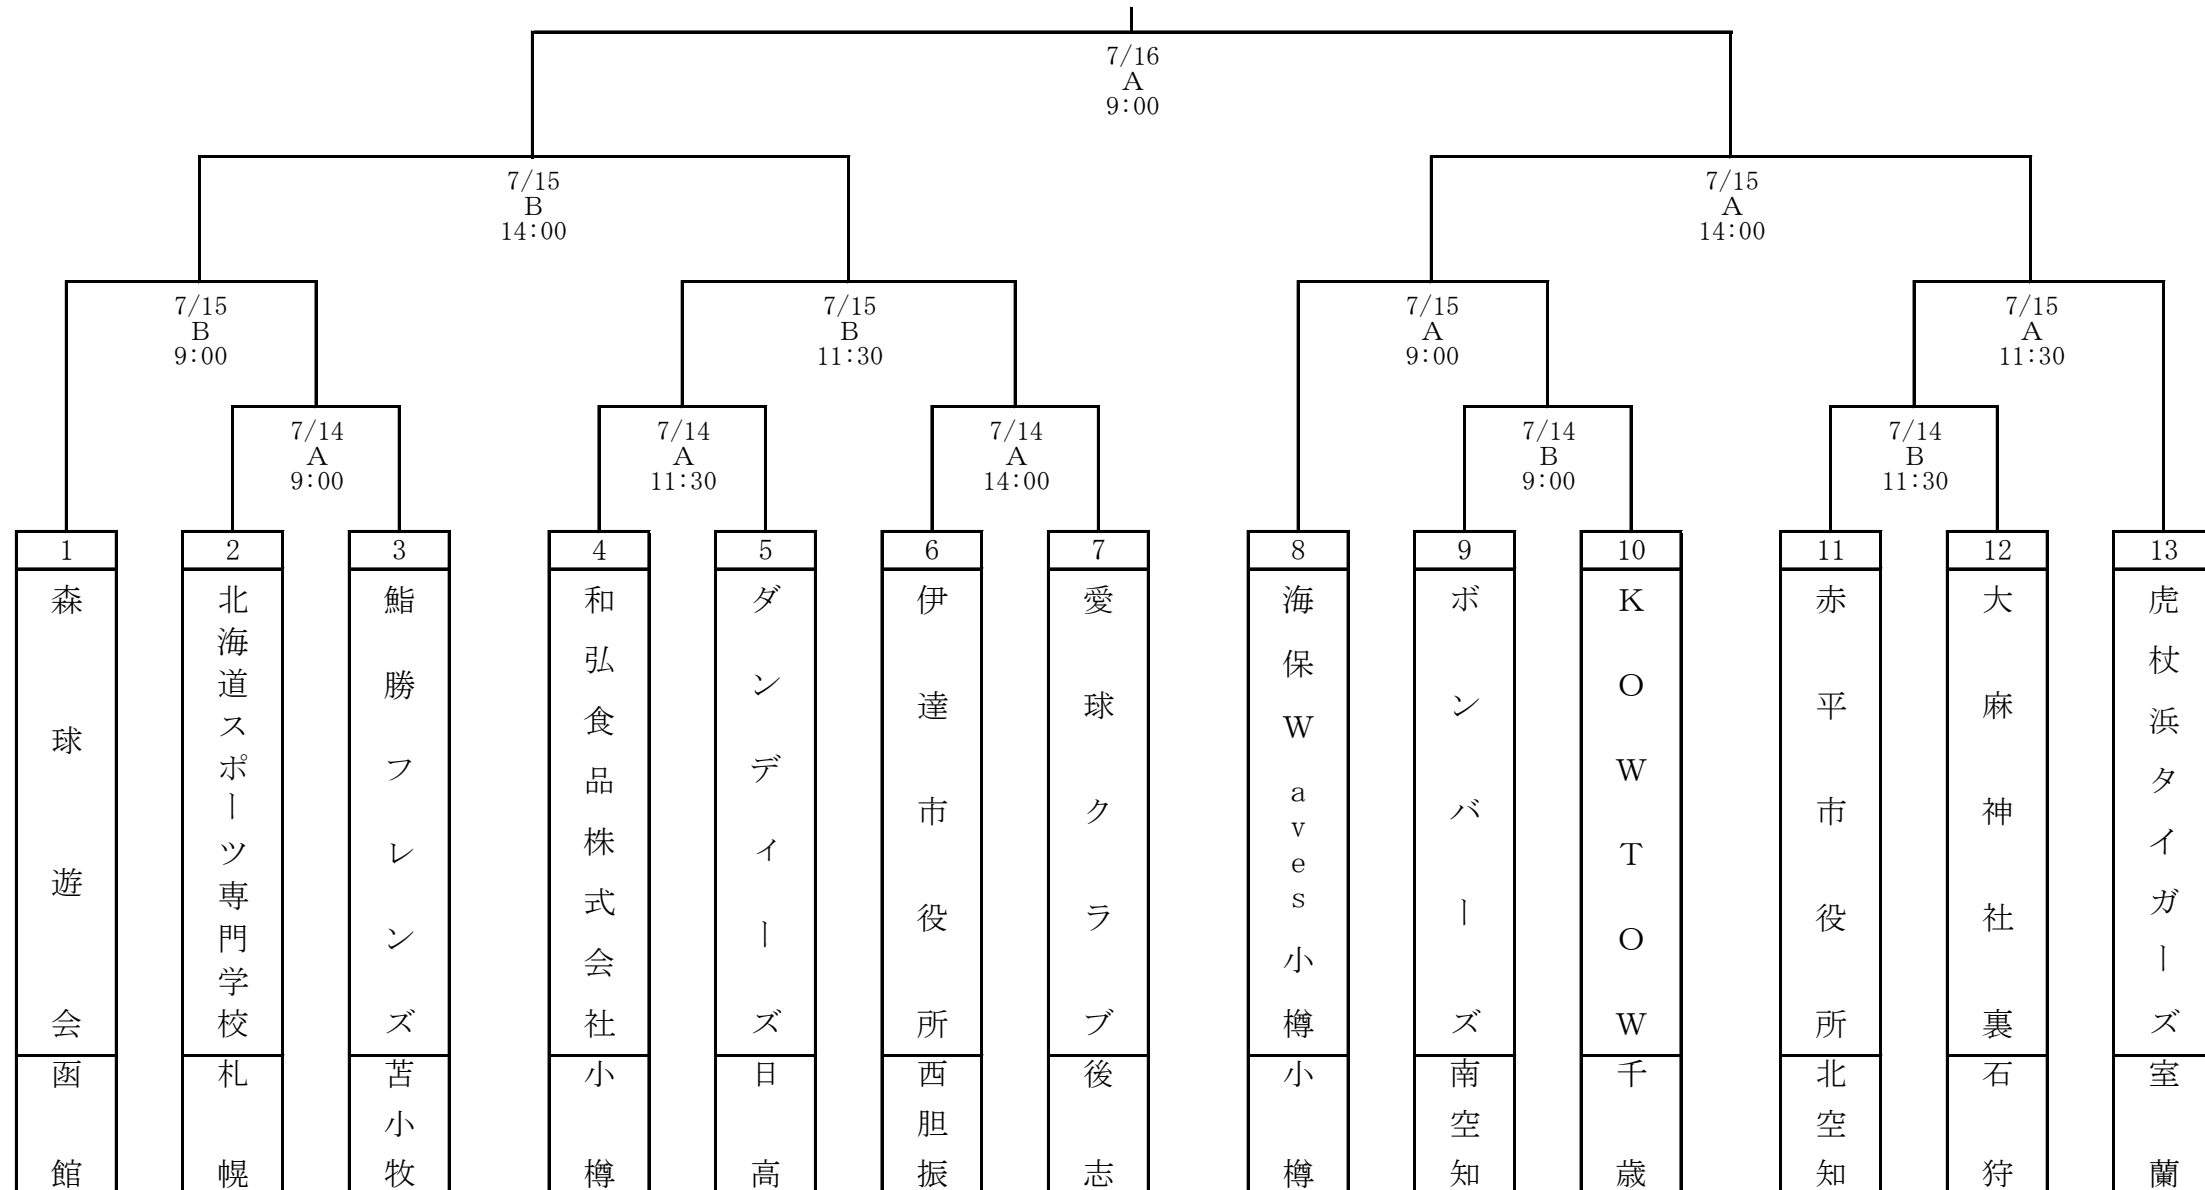 7/16
A
9:00
7/15
B
14:00
7/15
A
14:00
7/15
B
9:00
7/15
B
11:30
7/15
A
9:00
7/15
A
11:30
7/14
A
9:00
7/14
A
11:30
7/14
A
14:00
7/14
B
9:00
7/14
B
11:30
1
森球遊会
函館
2
北海道スポーツ専門学校
札幌
3
鮨勝フレンズ
苫小牧
4
和弘食品株式会社
小樽
5
ダンディーズ
日高
6
伊達市役所
西胆振
7
愛球クラブ
後志
8
海保Waves小樽
小樽
9
ボンバーズ
南空知
10
KOWTOW
千歳
11
赤平市役所
北空知
12
大麻神社裏
石狩
13
虎杖浜タイガーズ
室蘭